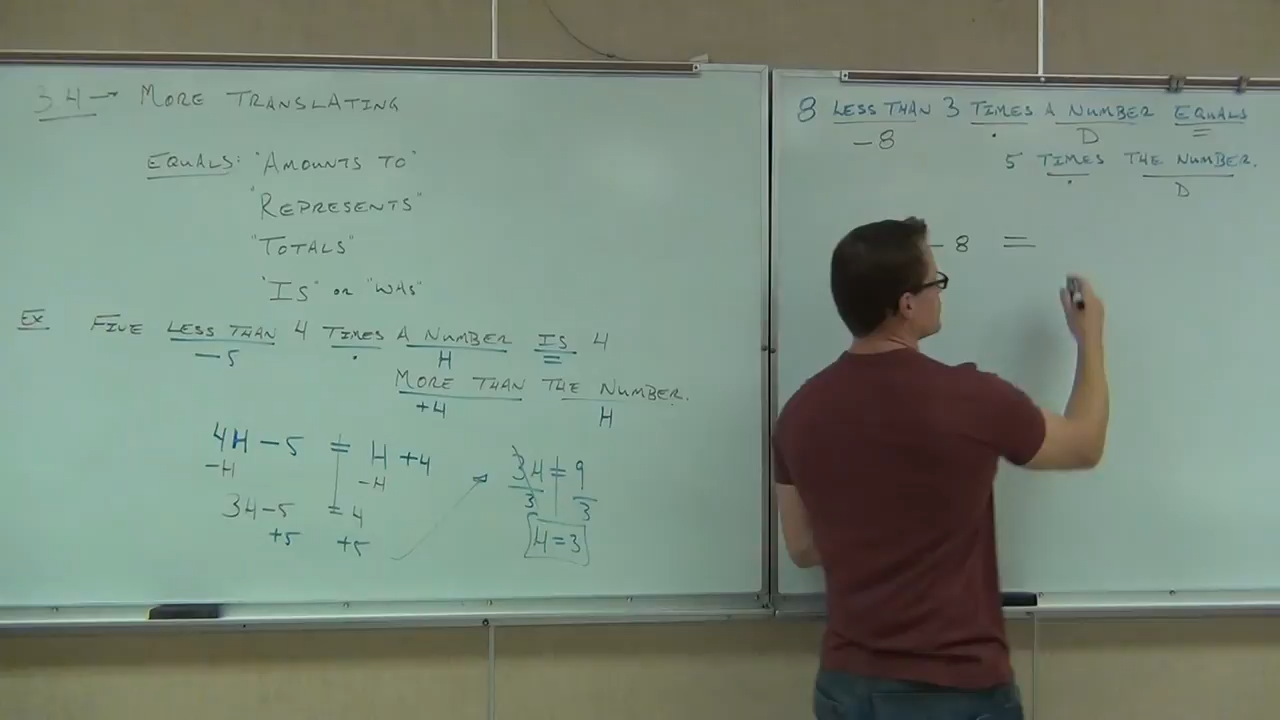 3.4 → MORE TRANSLATING
EQUALS: "AMOUNTS TO"
"REPRESENTS"
"TOTALS"
"IS" OR "WAS"
EX FIVE LESS THAN 4 TIMES A NUMBER IS 4
-5 · H =
MORE THAN THE NUMBER.
+4 H
4H - 5 = H + 4
-H -H
3H - 5 = 4
+5 +5
3H = 9
3 3
H = 3
8 LESS THAN 3 TIMES A NUMBER EQUALS
-8 · D =
5 TIMES THE NUMBER.
· D
- 8 =